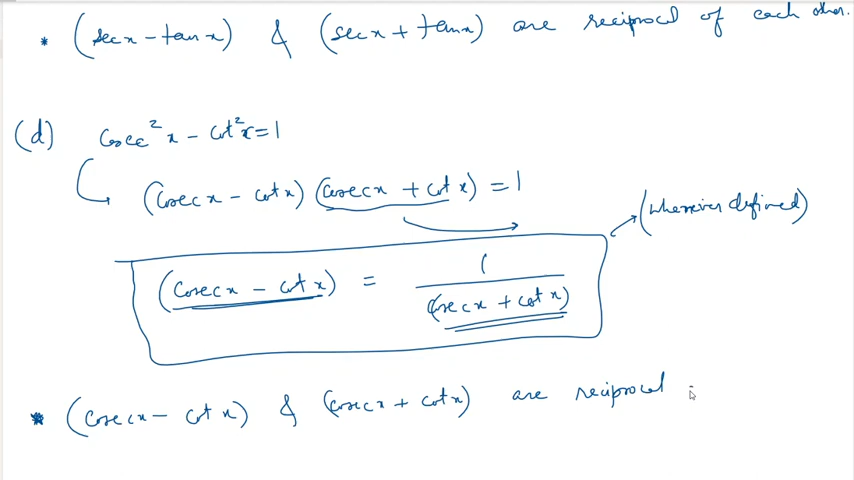 * (secx - tanx) & (secx + tanx) are reciprocal of each other.
(d) cosec²x - cot²x = 1
(cosecx - cotx) (cosecx + cotx) = 1
(wherever defined)
(cosecx - cotx) = 1 / (cosecx + cotx)
* (cosecx - cotx) & (cosecx + cotx) are reciprocal